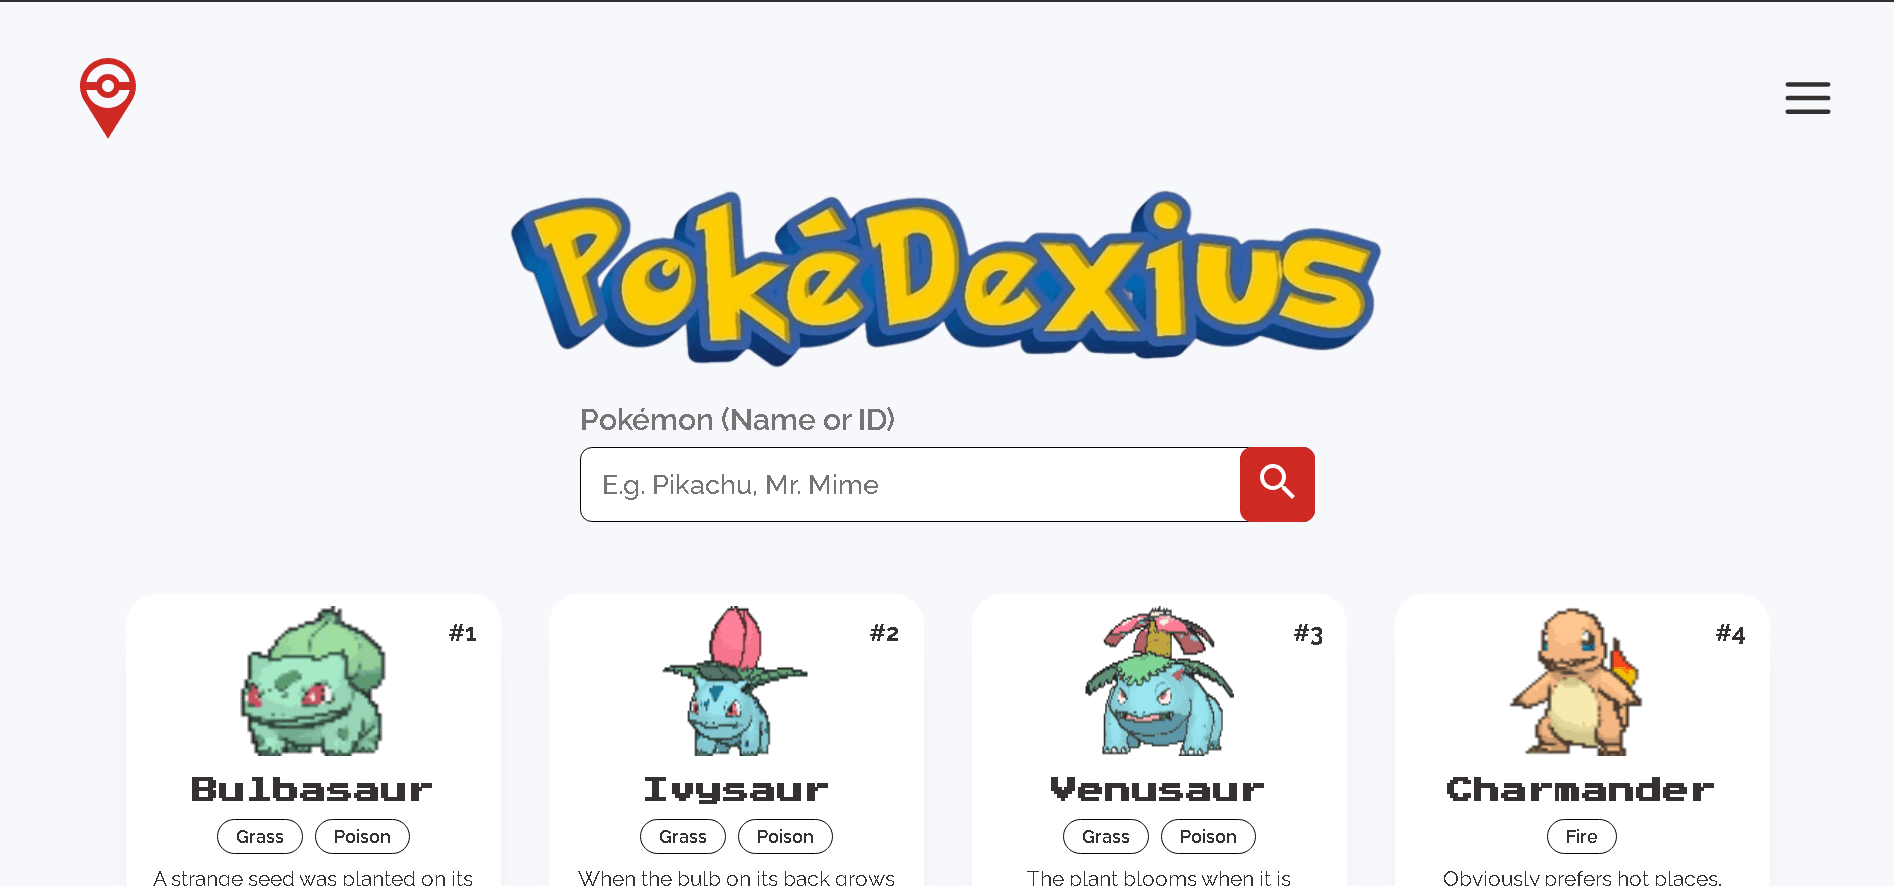 PokéDexius
Pokémon (Name or ID)
E.g. Pikachu, Mr. Mime
#1
Bulbasaur
Grass Poison
A strange seed was planted on its
#2
Ivysaur
Grass Poison
When the bulb on its back grows
#3
Venusaur
Grass Poison
The plant blooms when it is
#4
Charmander
Fire
Obviously prefers hot places.